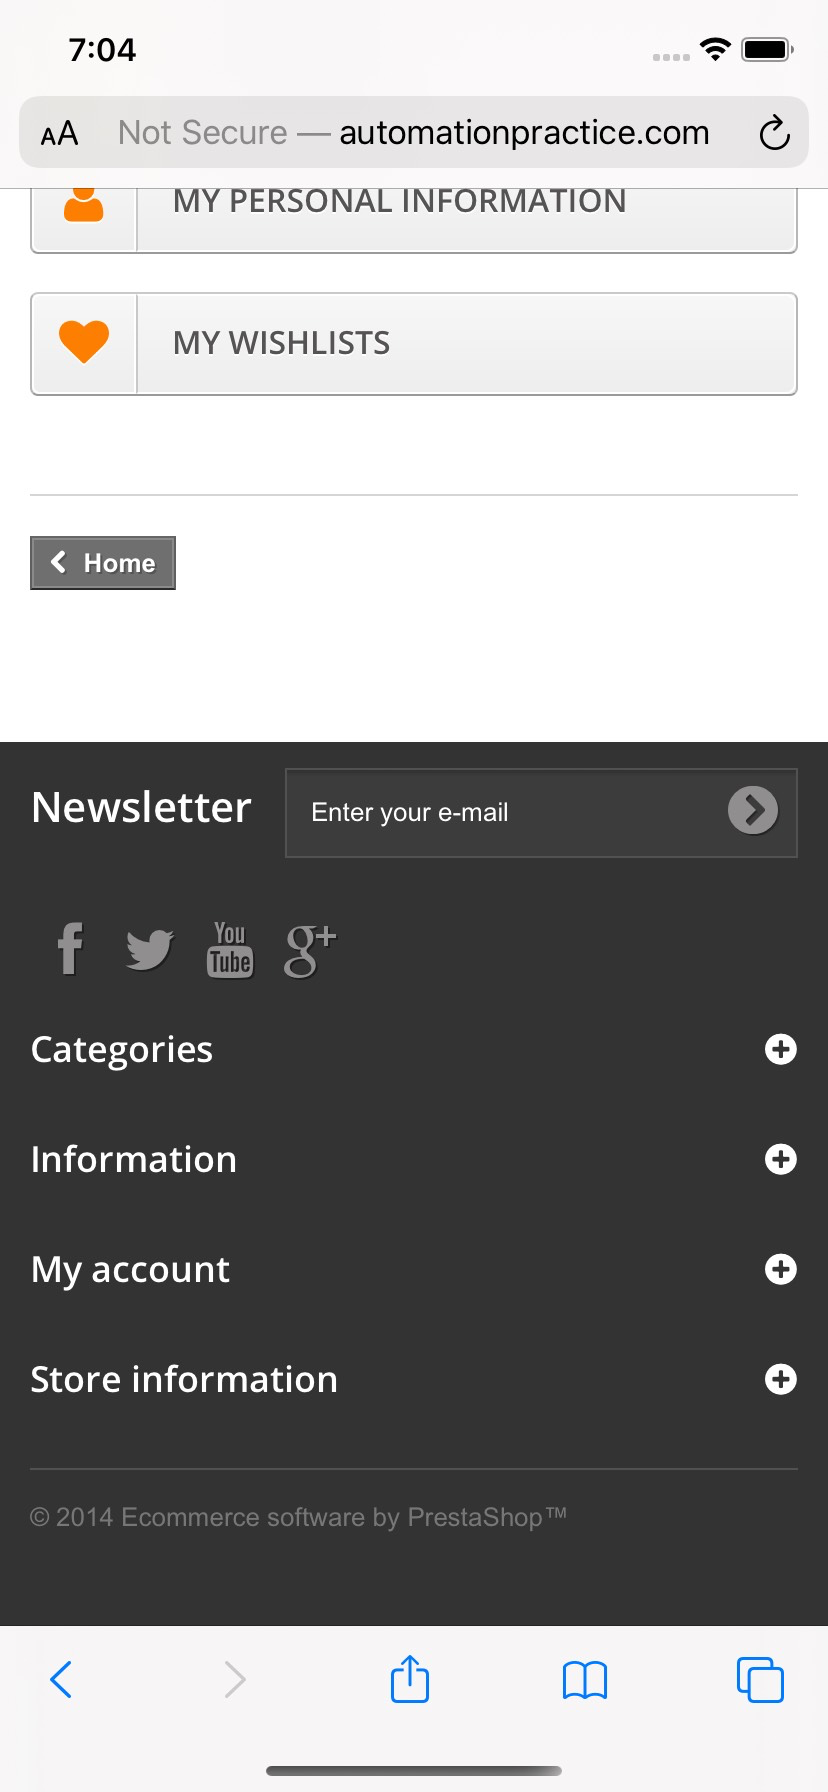 7:04
AA Not Secure — automationpractice.com
MY PERSONAL INFORMATION
MY WISHLISTS
Home
Newsletter
Enter your e-mail
f You Tube g+
Categories
Information
My account
Store information
© 2014 Ecommerce software by PrestaShop™